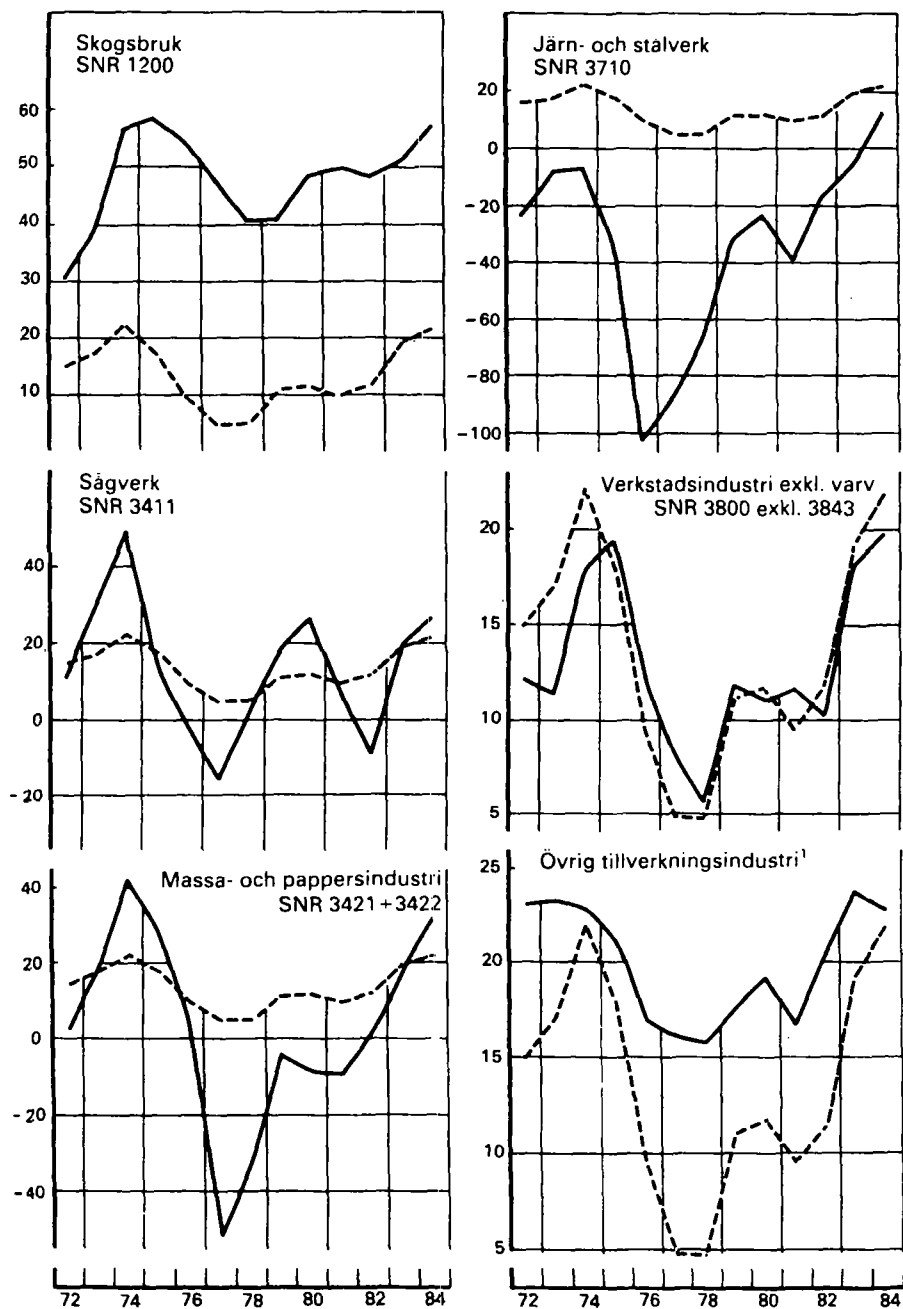 Skogsbruk
SNR 1200
60
50
40
30
20
10
Järn- och stålverk
SNR 3710
20
0
-20
-40
-60
-80
-100
Sågverk
SNR 3411
40
20
0
-20
Verkstadsindustri exkl. varv
SNR 3800 exkl. 3843
20
15
10
5
Massa- och pappersindustri
SNR 3421+3422
40
20
0
-20
-40
Övrig tillverkningsindustri¹
25
20
15
10
5
72 74 76 78 80 82 84
72 74 76 78 80 82 84